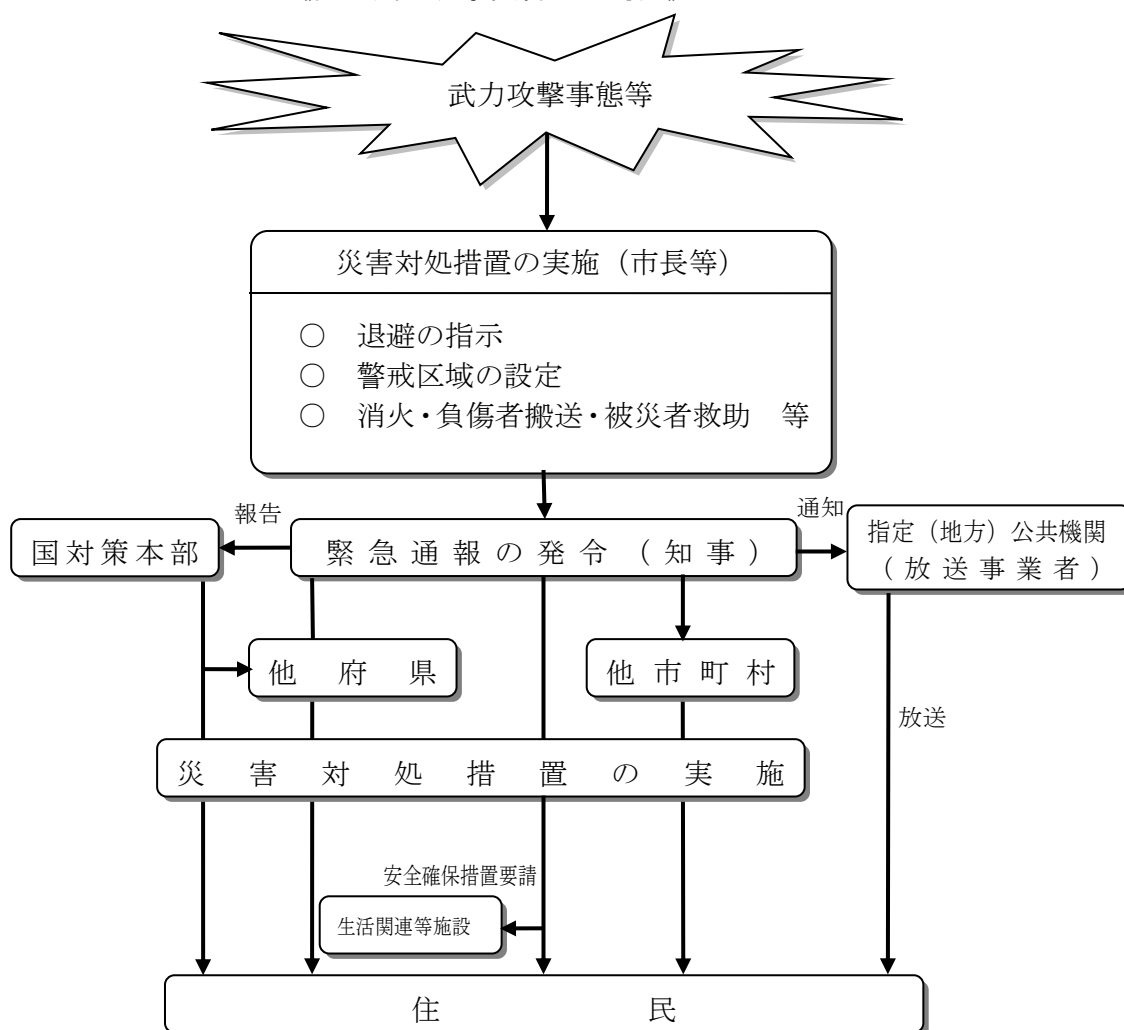 武力攻撃事態等
災害対処措置の実施（市長等）
○　退避の指示
○　警戒区域の設定
○　消火・負傷者搬送・被災者救助　等
報告
通知
国対策本部
緊急通報の発令（知事）
指定（地方）公共機関
（放送事業者）
他府県
他市町村
放送
災害対処措置の実施
安全確保措置要請
生活関連等施設
住民